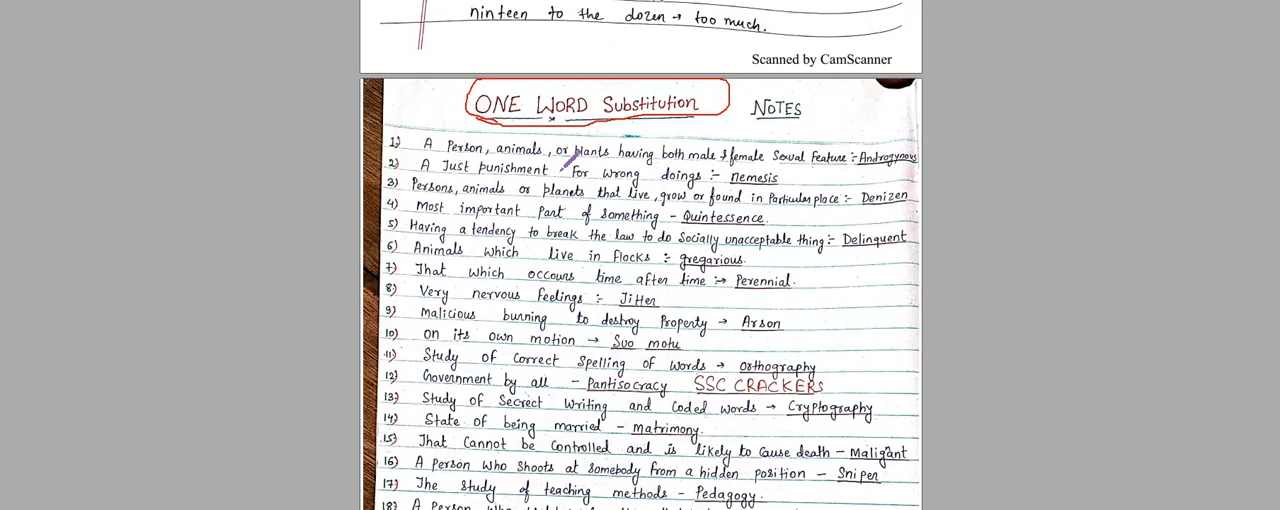 ninteen to the dozen → too much.
Scanned by CamScanner
ONE WORD Substitution NOTES
1) A Person, animals, or plants having both male & female Sexual Feature :- Androgynous
2) A Just punishment For wrong doings :- nemesis
3) Persons, animals or planets that live, grow or found in Particular place :- Denizen
4) Most important Part of something - Quintessence.
5) Having a tendency to break the law to do Socially unacceptable thing :- Delinquent
6) Animals which live in flocks :- gregarious.
7) That which occours time after time :→ Perennial.
8) Very nervous feelings :- Jitter
9) Malicious burning to destroy Property → Arson
10) on its own motion → Suo motu
11) Study of Correct Spelling of words → Orthography
12) Government by all - Pantisocracy SSC CRACKERS
13) Study of Secrect Writing and Coded words → Cryptography
14) State of being married - Matrimony.
15) That Cannot be Controlled and is likely to Cause death - Maligant
16) A person who shoots at somebody from a hidden position - Sniper
17) The study of teaching methods - Pedagogy.
18) A Person